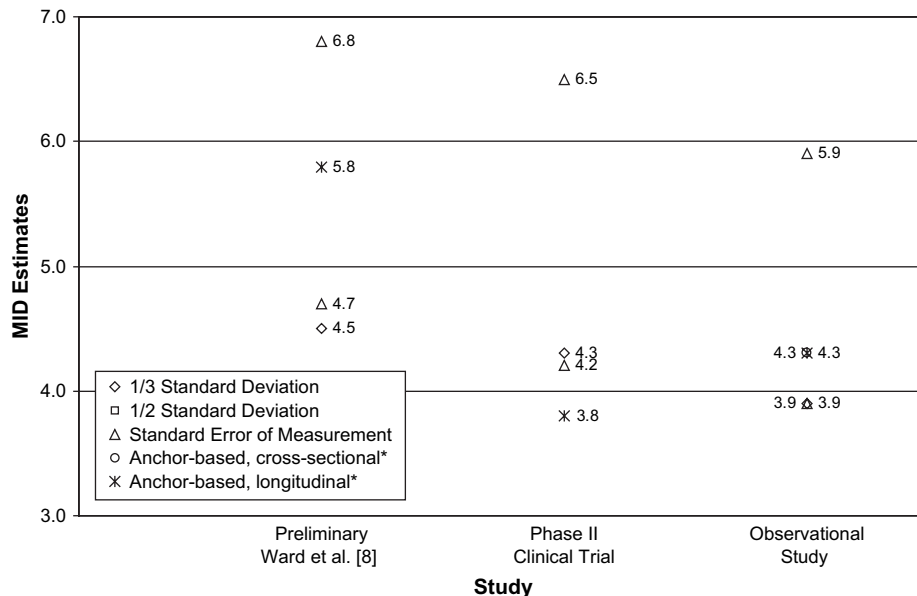 7.0
6.8
6.5
6.0
5.9
5.8
5.0
4.7
4.5
4.3
4.2
4.3 4.3
4.0
3.9 3.9
3.8
3.0
MID Estimates
1/3 Standard Deviation
1/2 Standard Deviation
Standard Error of Measurement
Anchor-based, cross-sectional*
Anchor-based, longitudinal*
Preliminary
Ward et al. [8]
Phase II
Clinical Trial
Observational
Study
Study